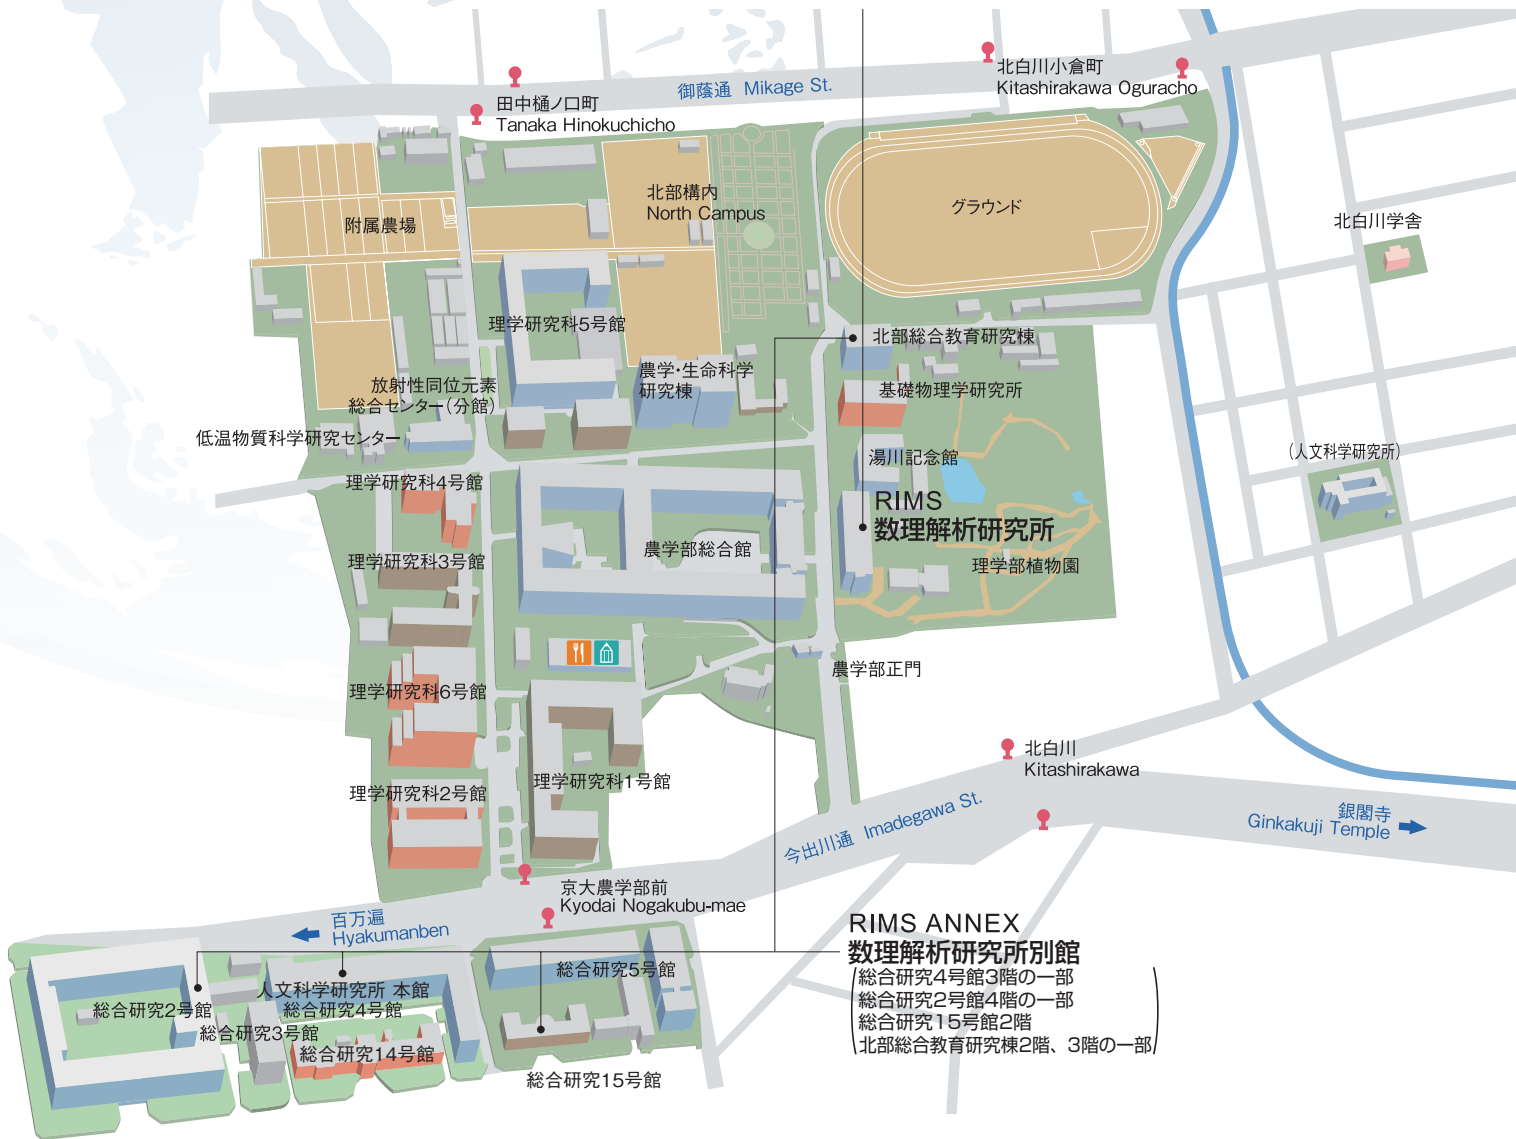 北白川小倉町
Kitashirakawa Oguracho
御蔭通 Mikage St.
田中樋ノ口町
Tanaka Hinokuchicho
北部構内
North Campus
グラウンド
附属農場
北白川学舎
理学研究科5号館
北部総合教育研究棟
農学・生命科学
研究棟
放射性同位元素
総合センター(分館)
基礎物理学研究所
低温物質科学研究センター
湯川記念館
(人文科学研究所)
理学研究科4号館
RIMS
数理解析研究所
農学部総合館
理学研究科3号館
理学部植物園
農学部正門
理学研究科6号館
北白川
Kitashirakawa
理学研究科1号館
理学研究科2号館
今出川通 Imadegawa St.
銀閣寺
Ginkakuji Temple
京大農学部前
Kyodai Nogakubu-mae
百万遍
Hyakumanben
RIMS ANNEX
数理解析研究所別館
(総合研究4号館3階の一部
総合研究2号館4階の一部
総合研究15号館2階
北部総合教育研究棟2階、3階の一部)
総合研究5号館
人文科学研究所 本館
総合研究2号館
総合研究4号館
総合研究3号館
総合研究14号館
総合研究15号館